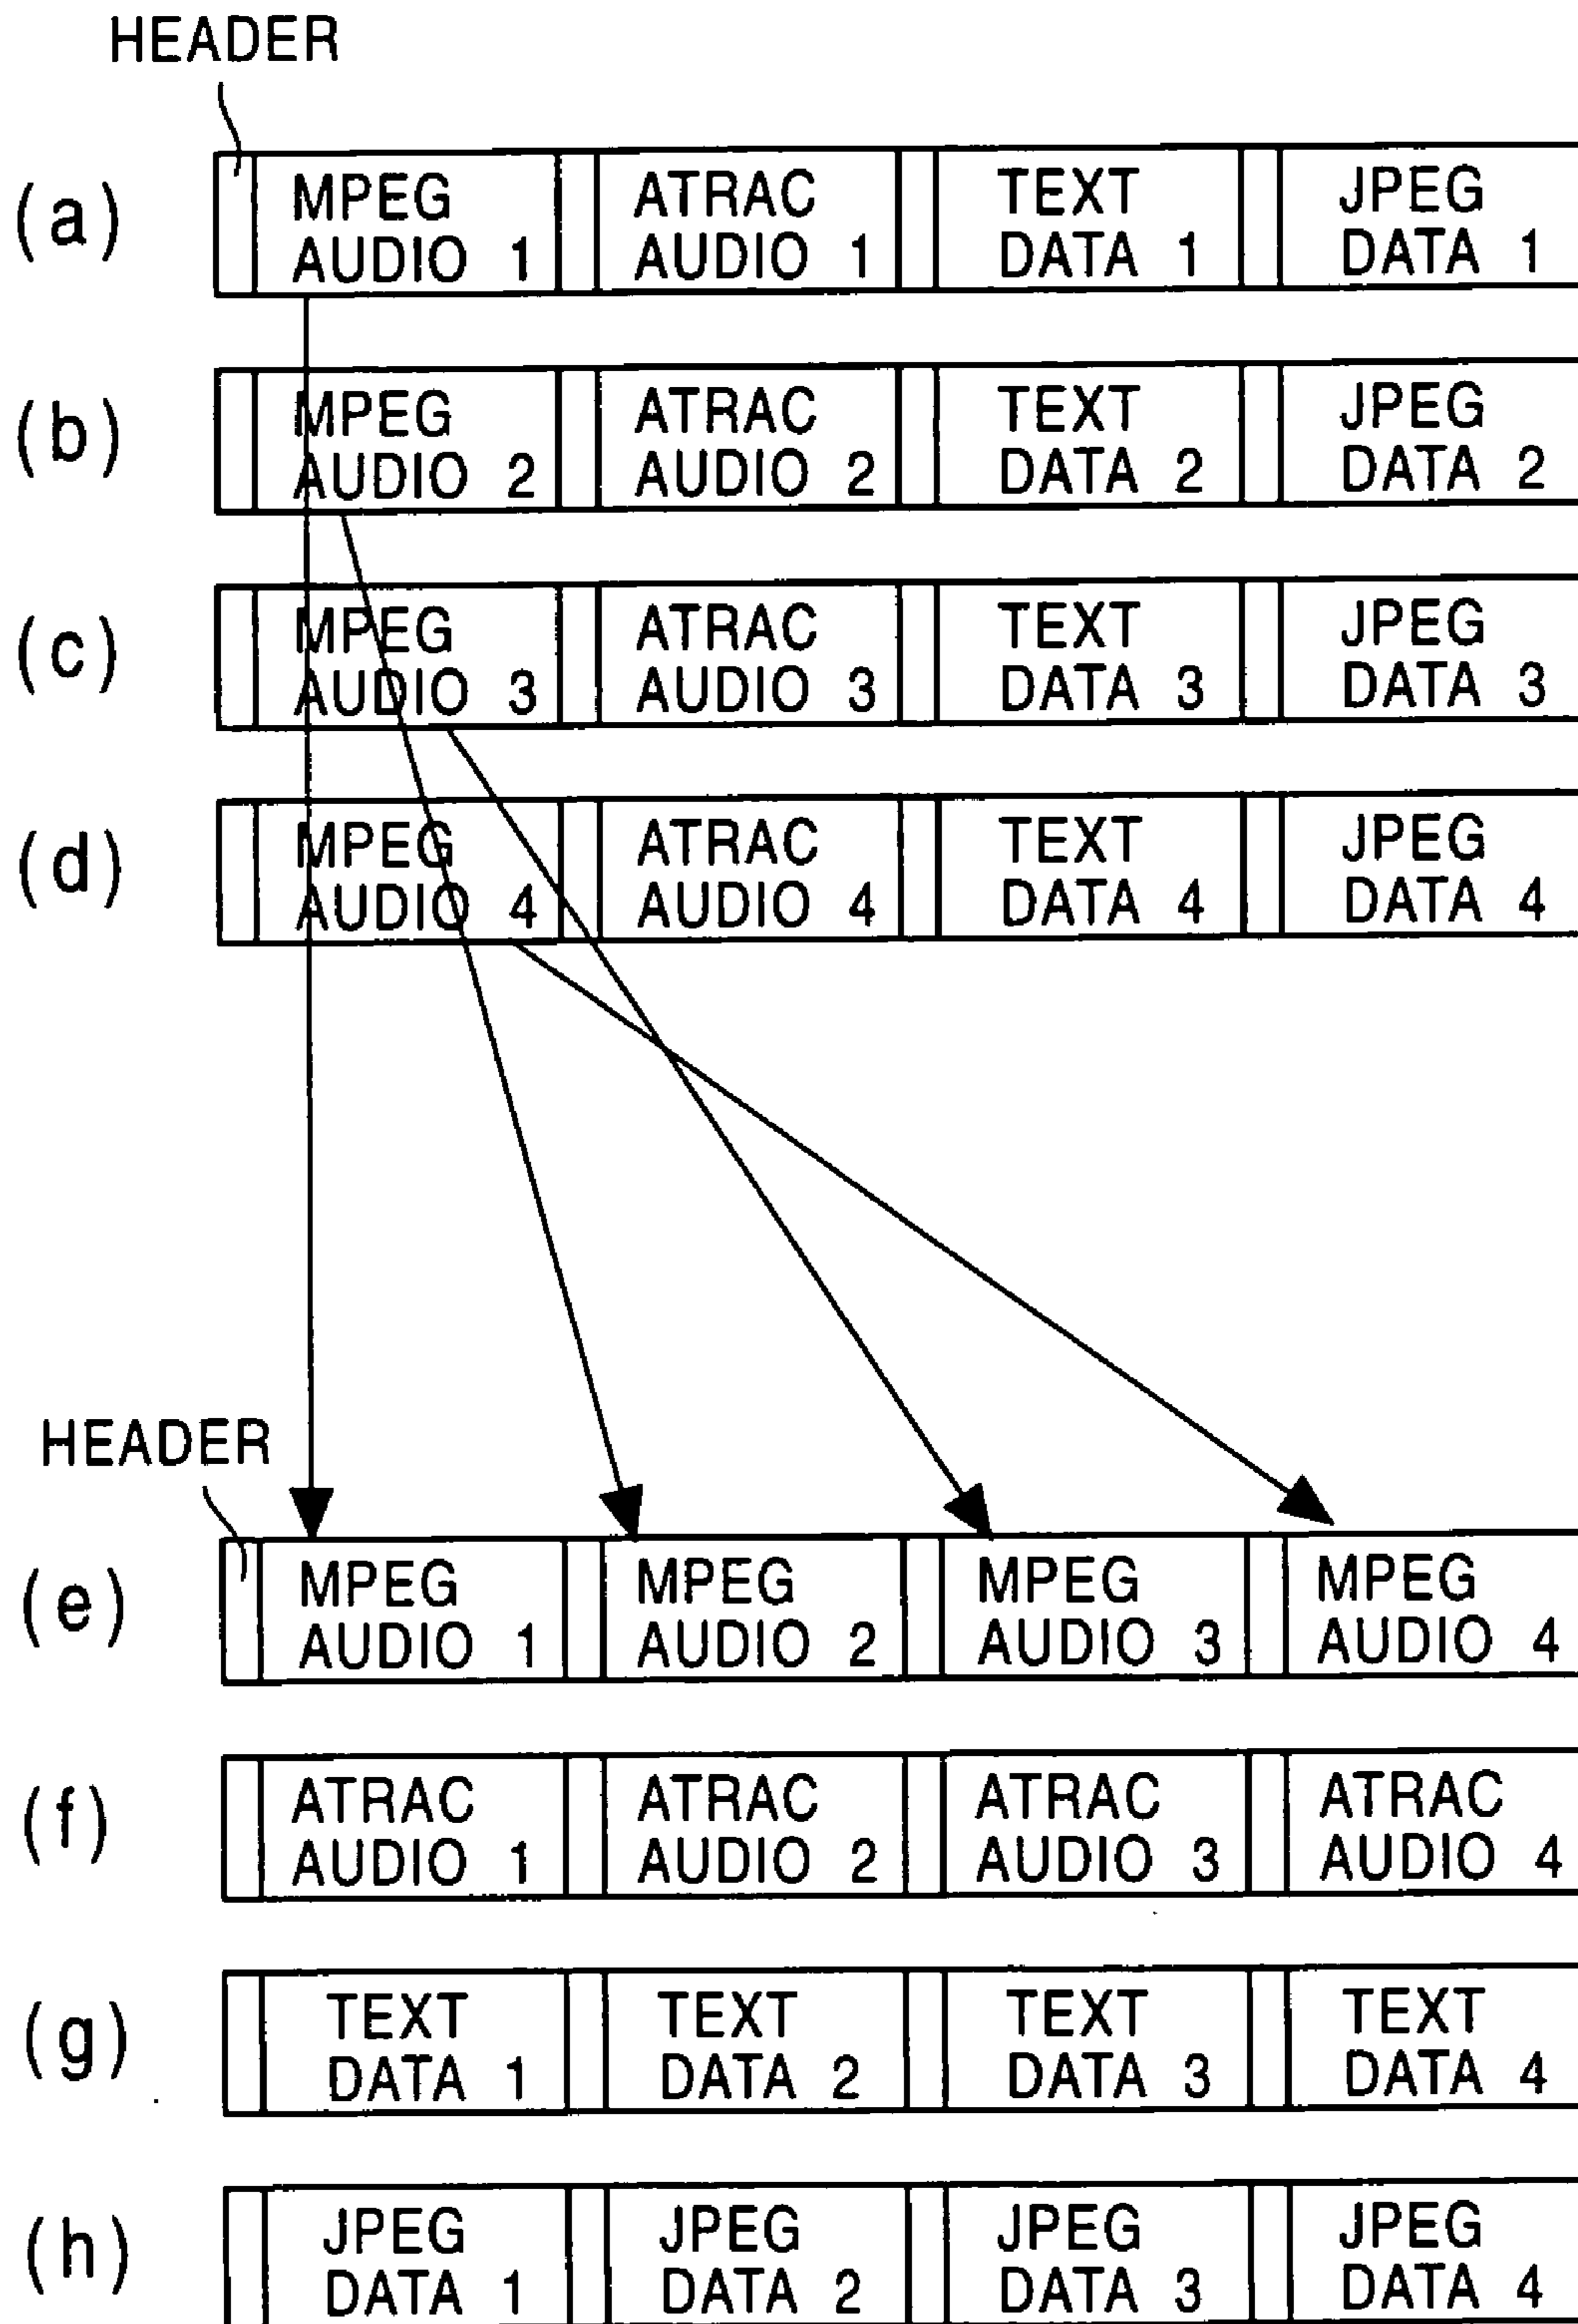 HEADER
(a) MPEG AUDIO 1 ATRAC AUDIO 1 TEXT DATA 1 JPEG DATA 1
(b) MPEG AUDIO 2 ATRAC AUDIO 2 TEXT DATA 2 JPEG DATA 2
(c) MPEG AUDIO 3 ATRAC AUDIO 3 TEXT DATA 3 JPEG DATA 3
(d) MPEG AUDIO 4 ATRAC AUDIO 4 TEXT DATA 4 JPEG DATA 4
HEADER
(e) MPEG AUDIO 1 MPEG AUDIO 2 MPEG AUDIO 3 MPEG AUDIO 4
(f) ATRAC AUDIO 1 ATRAC AUDIO 2 ATRAC AUDIO 3 ATRAC AUDIO 4
(g) TEXT DATA 1 TEXT DATA 2 TEXT DATA 3 TEXT DATA 4
(h) JPEG DATA 1 JPEG DATA 2 JPEG DATA 3 JPEG DATA 4